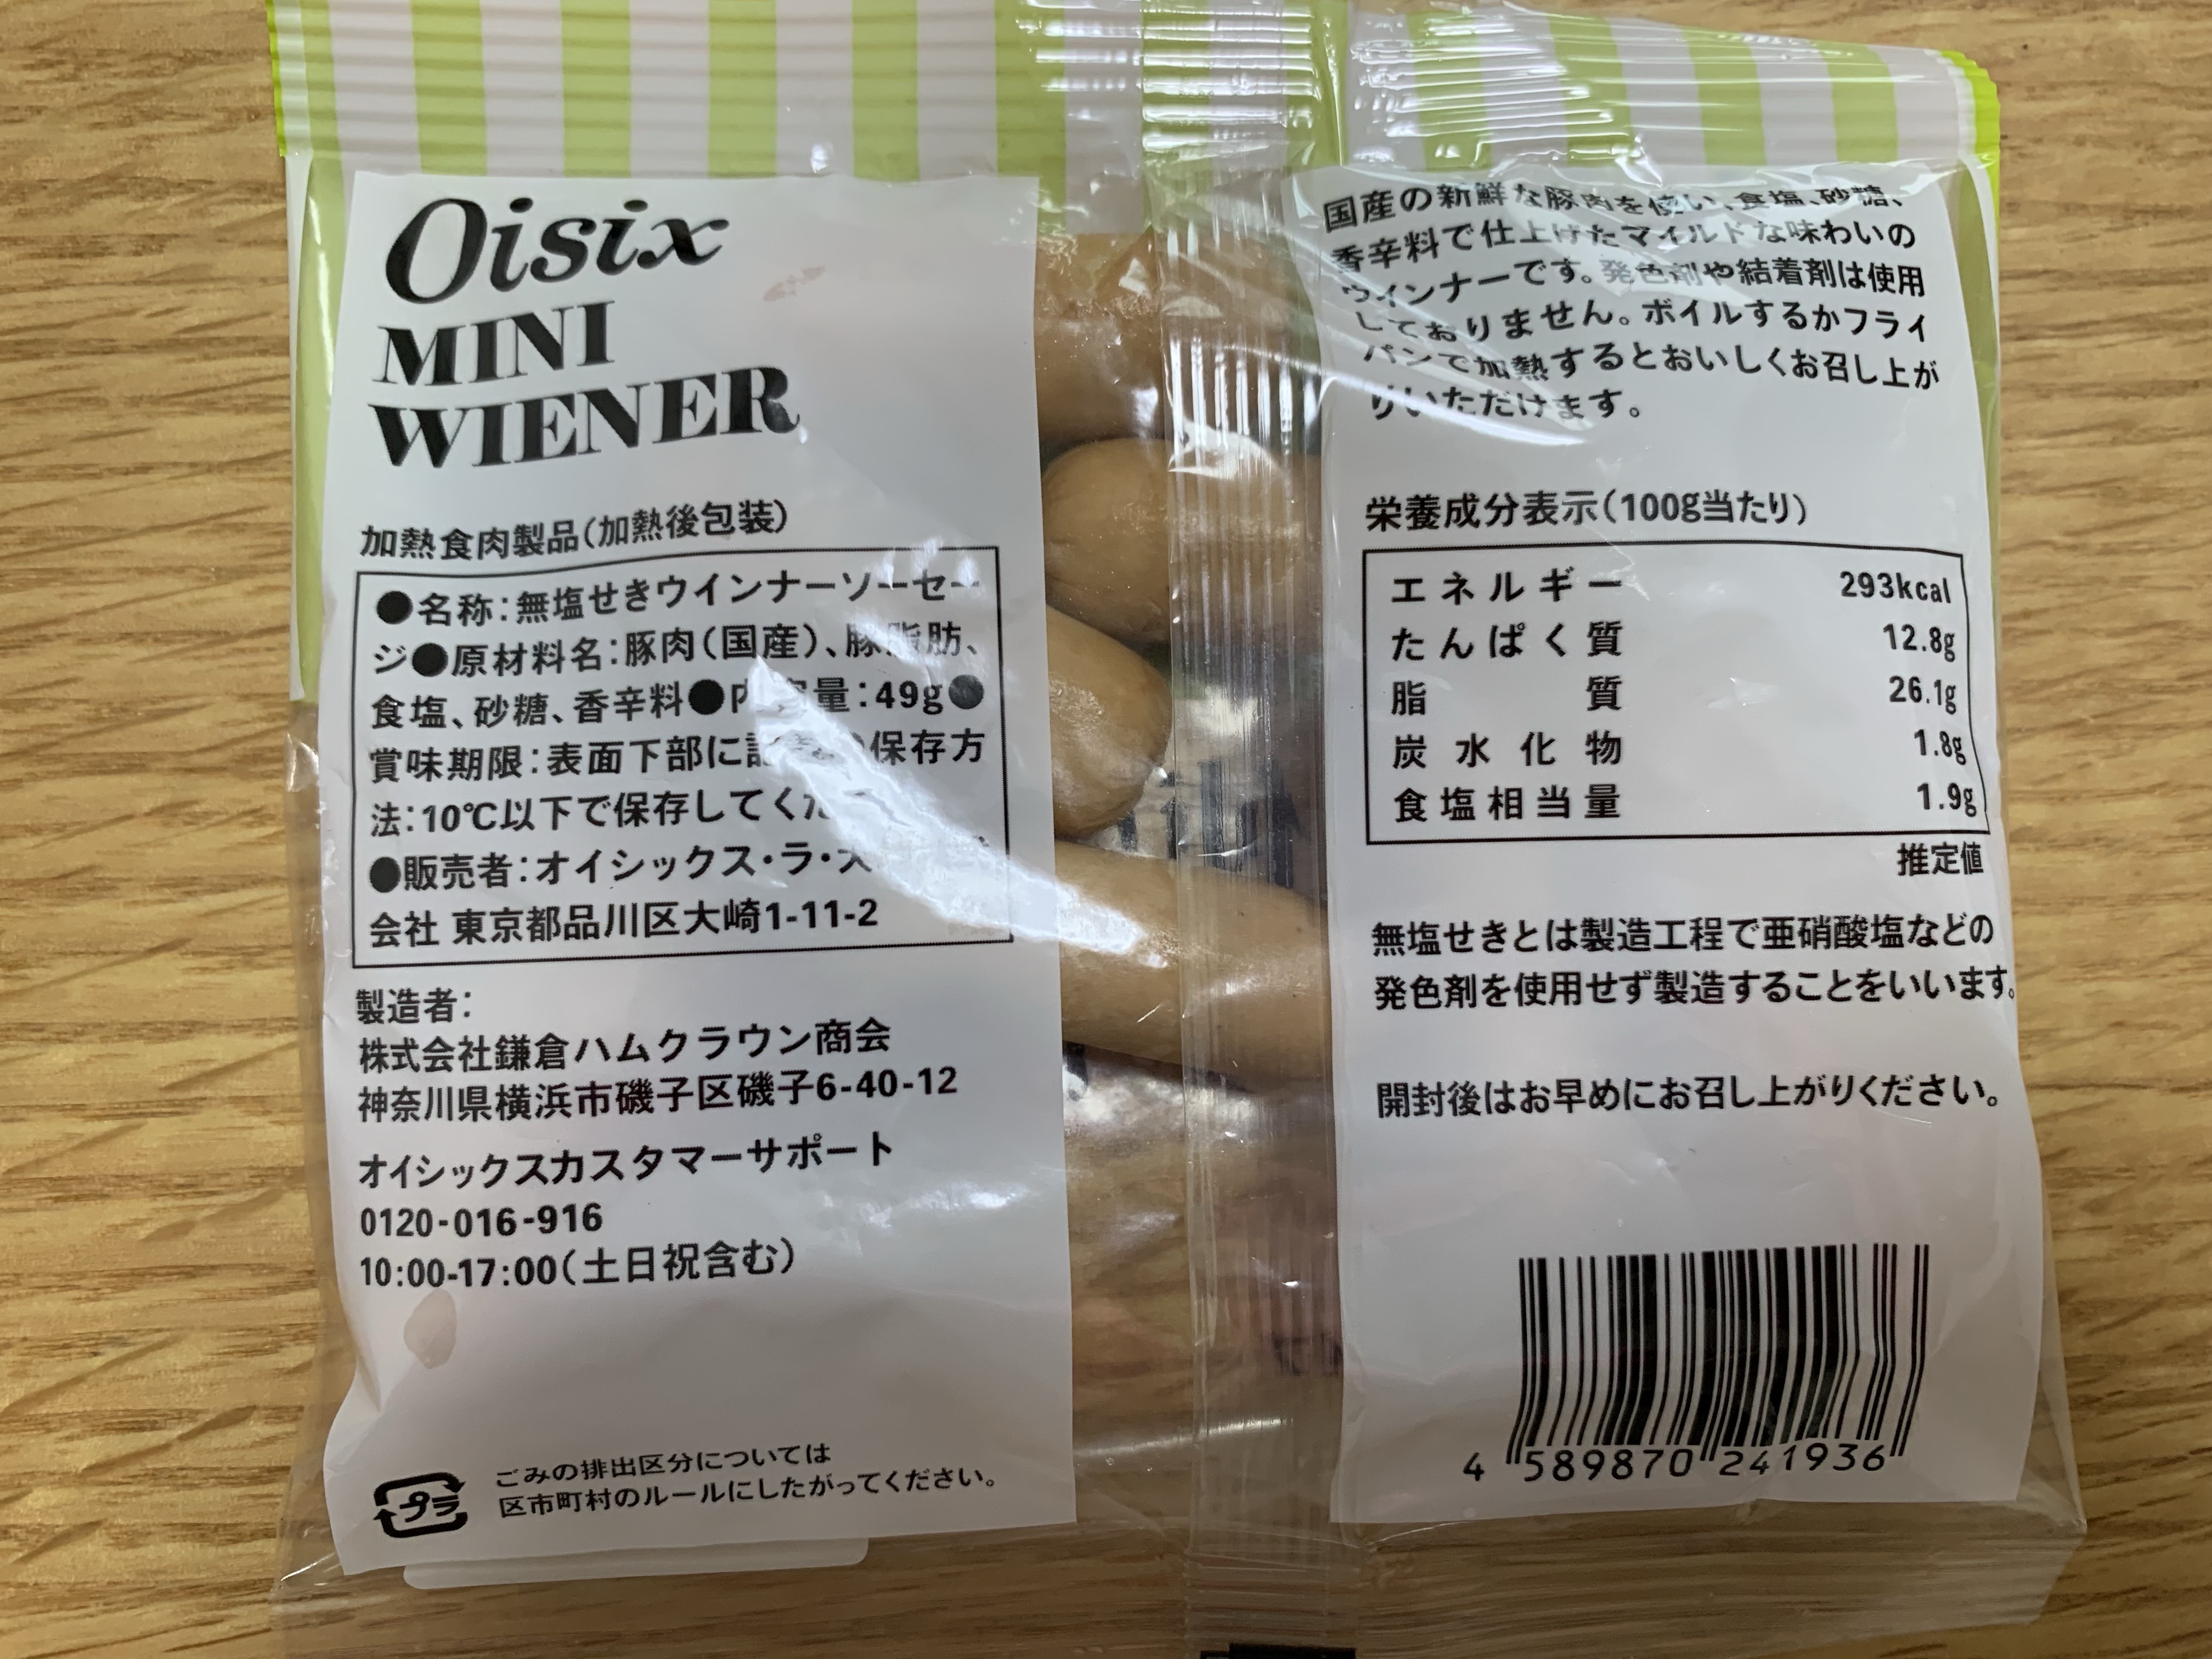 Oisix
MINI
WIENER
加熱食肉製品(加熱後包装)
●名称:無塩せきウインナーソーセー
ジ●原材料名:豚肉(国産)、豚脂肪、
食塩、砂糖、香辛料●内容量:49g●
賞味期限:表面下部に 保存方
法:10℃以下で保存してくだ
●販売者:オイシックス・ラ・大
会社 東京都品川区大崎1-11-2
製造者:
株式会社鎌倉ハムクラウン商会
神奈川県横浜市磯子区磯子6-40-12
オイシックスカスタマーサポート
0120-016-916
10:00-17:00(土日祝含む)
プラ
ごみの排出区分については
区市町村のルールにしたがってください。
国産の新鮮な豚肉を使い、食塩、砂糖、
香辛料で仕上げたマイルドな味わいの
ウインナーです。発色剤や結着剤は使用
しておりません。ボイルするかフライ
パンで加熱するとおいしくお召し上が
りいただけます。
栄養成分表示(100g当たり)
エネルギー 293kcal
たんぱく質 12.8g
脂質 26.1g
炭水化物 1.8g
食塩相当量 1.9g
推定値
無塩せきとは製造工程で亜硝酸塩などの
発色剤を使用せず製造することをいいます。
開封後はお早めにお召し上がりください。
4 589870 241936